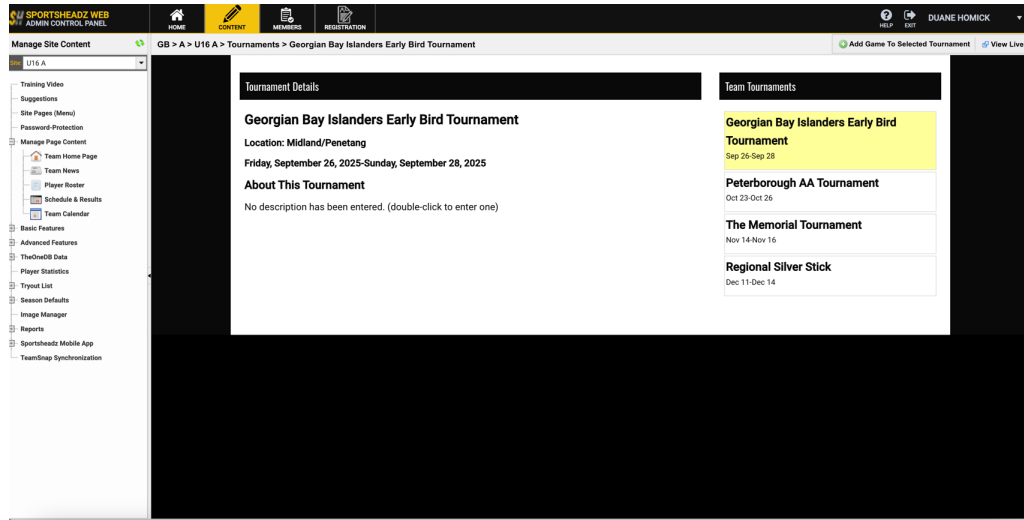 SPORTSHEADZ WEB
ADMIN CONTROL PANEL
HOME
CONTENT
MEMBERS
REGISTRATION
HELP
EXIT
DUANE HOMICK
Manage Site Content
GB > A > U16 A > Tournaments > Georgian Bay Islanders Early Bird Tournament
Add Game To Selected Tournament
View Live
Site U16 A
Training Video
Suggestions
Site Pages (Menu)
Password-Protection
Manage Page Content
Team Home Page
Team News
Player Roster
Schedule & Results
Team Calendar
Basic Features
Advanced Features
TheOneDB Data
Player Statistics
Tryout List
Season Defaults
Image Manager
Reports
Sportsheadz Mobile App
TeamSnap Synchronization
Tournament Details
Georgian Bay Islanders Early Bird Tournament
Location: Midland/Penetang
Friday, September 26, 2025-Sunday, September 28, 2025
About This Tournament
No description has been entered. (double-click to enter one)
Team Tournaments
Georgian Bay Islanders Early Bird
Tournament
Sep 26-Sep 28
Peterborough AA Tournament
Oct 23-Oct 26
The Memorial Tournament
Nov 14-Nov 16
Regional Silver Stick
Dec 11-Dec 14